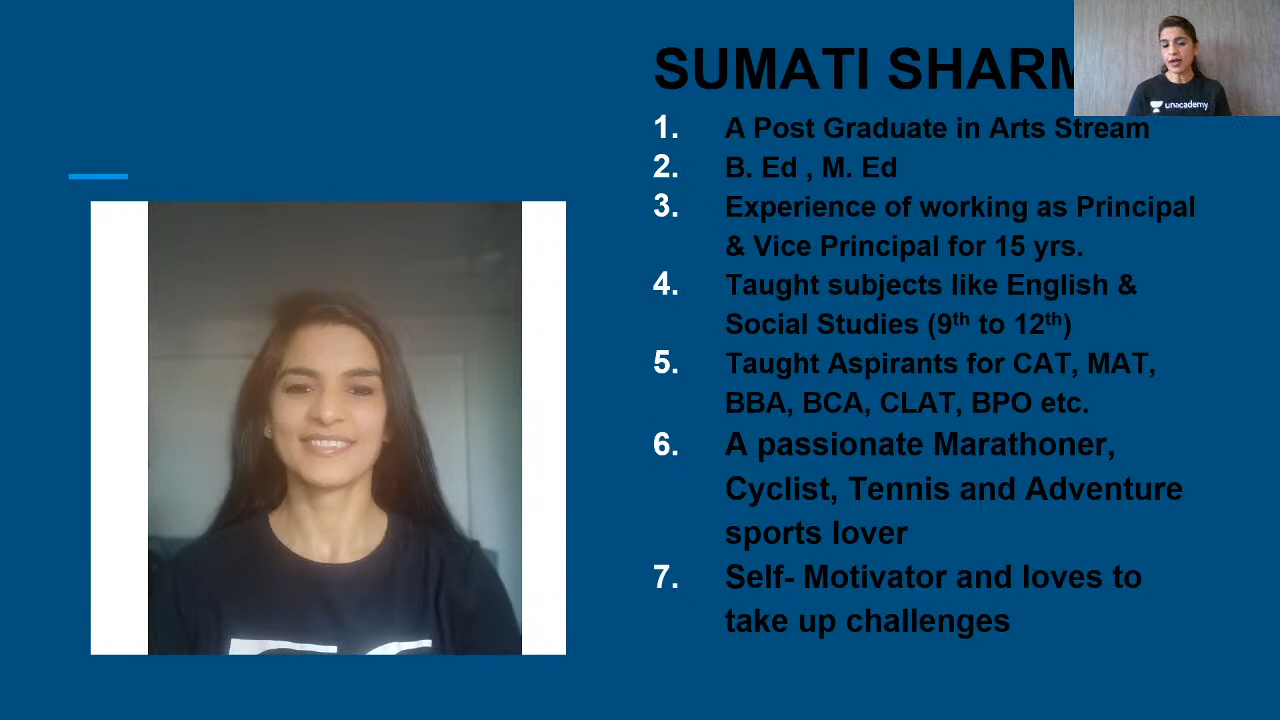 SUMATI SHARM
unacademy
1. A Post Graduate in Arts Stream
2. B. Ed , M. Ed
3. Experience of working as Principal
& Vice Principal for 15 yrs.
4. Taught subjects like English &
Social Studies (9th to 12th)
5. Taught Aspirants for CAT, MAT,
BBA, BCA, CLAT, BPO etc.
6. A passionate Marathoner,
Cyclist, Tennis and Adventure
sports lover
7. Self- Motivator and loves to
take up challenges